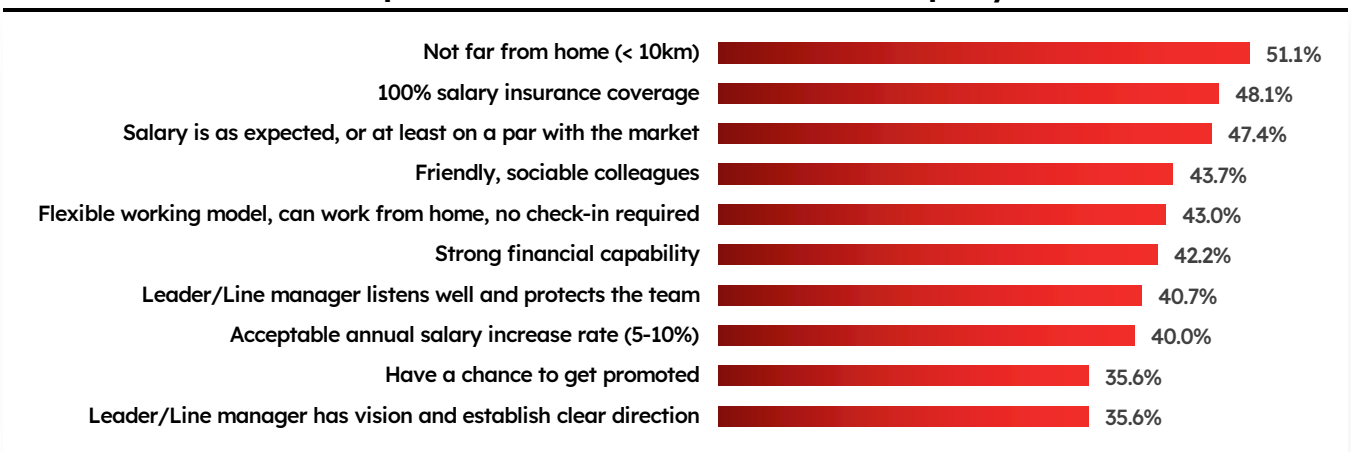 Not far from home (< 10km) 51.1%
100% salary insurance coverage 48.1%
Salary is as expected, or at least on a par with the market 47.4%
Friendly, sociable colleagues 43.7%
Flexible working model, can work from home, no check-in required 43.0%
Strong financial capability 42.2%
Leader/Line manager listens well and protects the team 40.7%
Acceptable annual salary increase rate (5-10%) 40.0%
Have a chance to get promoted 35.6%
Leader/Line manager has vision and establish clear direction 35.6%